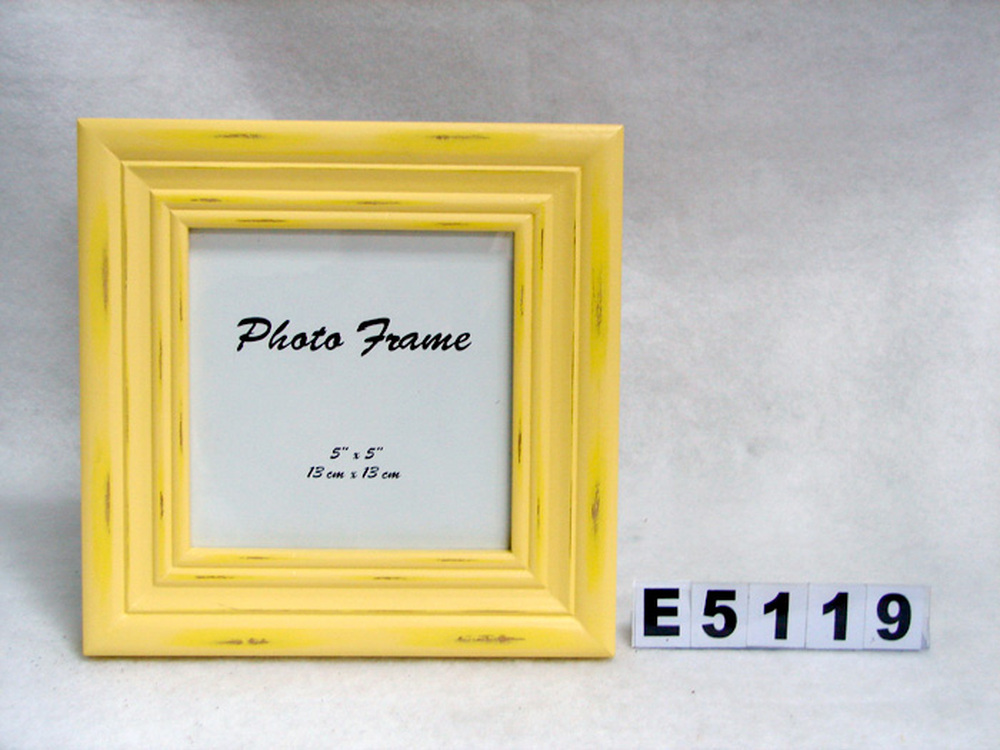 Photo Frame
5" x 5"
13 cm x 13 cm
E5119